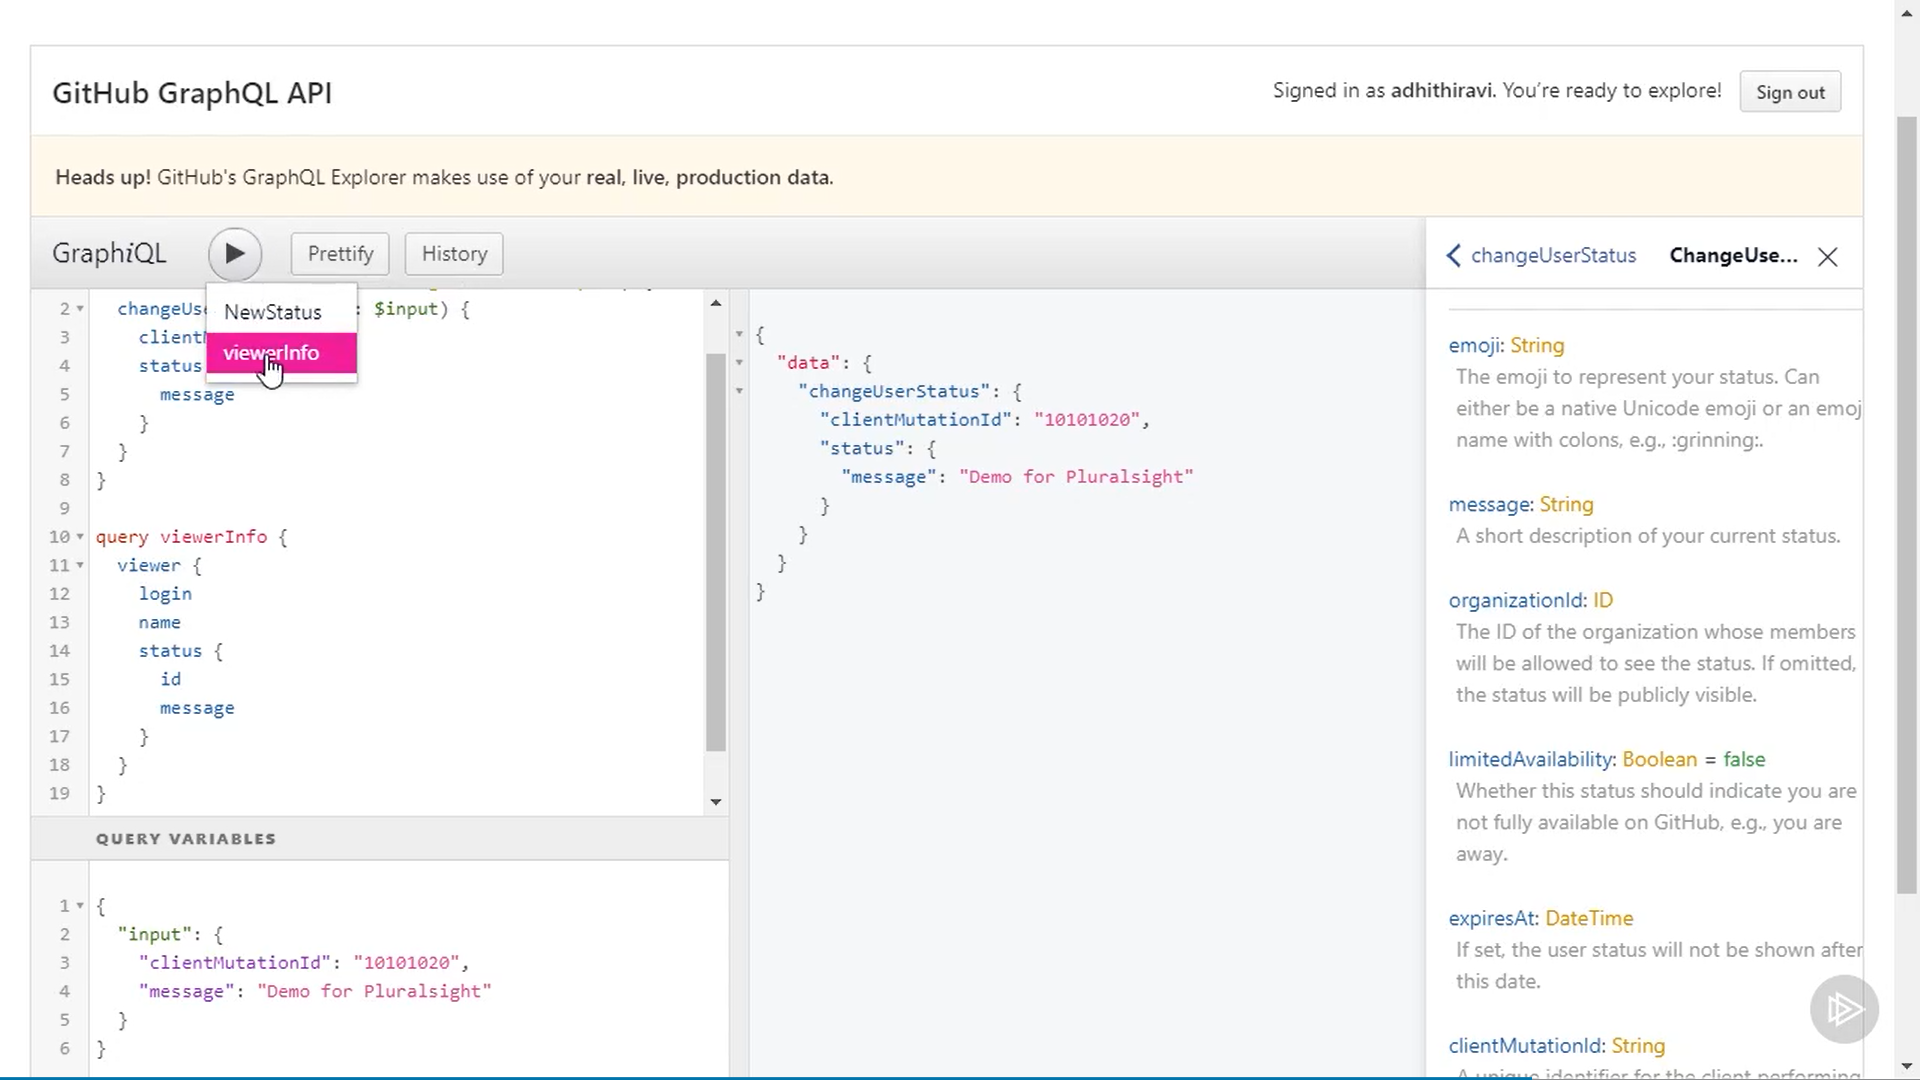 GitHub GraphQL API
Signed in as adhithiravi. You're ready to explore!
Sign out
Heads up! GitHub's GraphQL Explorer makes use of your real, live, production data.
GraphiQL
Prettify
History
changeUserStatus
ChangeUse...
NewStatus
viewerInfo
2 : $input) {
3
4 status
5 message
6 }
7 }
8 }
9
10 query viewerInfo {
11 viewer {
12 login
13 name
14 status {
15 id
16 message
17 }
18 }
19 }
QUERY VARIABLES
1 {
2 "input": {
3 "clientMutationId": "10101020",
4 "message": "Demo for Pluralsight"
5 }
6 }
{
"data": {
"changeUserStatus": {
"clientMutationId": "10101020",
"status": {
"message": "Demo for Pluralsight"
}
}
}
}
emoji: String
The emoji to represent your status. Can
either be a native Unicode emoji or an emoj
name with colons, e.g., :grinning:.
message: String
A short description of your current status.
organizationId: ID
The ID of the organization whose members
will be allowed to see the status. If omitted,
the status will be publicly visible.
limitedAvailability: Boolean = false
Whether this status should indicate you are
not fully available on GitHub, e.g., you are
away.
expiresAt: DateTime
If set, the user status will not be shown after
this date.
clientMutationId: String
A unique identifier for the client performing